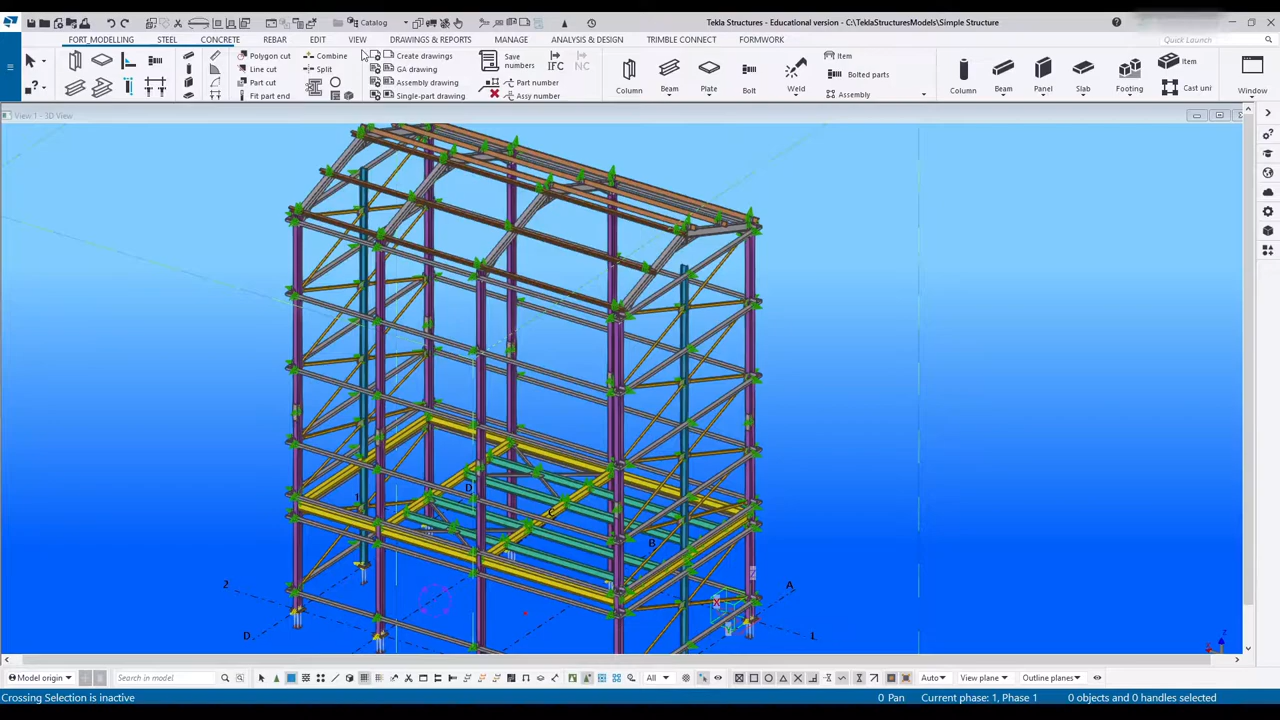 Catalog
Tekla Structures - Educational version - C:\TeklaStructuresModels\Simple Structure
FORT_MODELLING STEEL CONCRETE REBAR EDIT VIEW DRAWINGS & REPORTS MANAGE ANALYSIS & DESIGN TRIMBLE CONNECT FORMWORK Quick Launch
Polygon cut
Line cut
Part cut
Fit part end
Combine
Split
Create drawings
GA drawing
Assembly drawing
Single-part drawing
Save numbers
IFC
NC
Part number
Assy number
Column
Beam
Plate
Bolt
Weld
Item
Bolted parts
Assembly
Column
Beam
Panel
Slab
Footing
Item
Cast uni
Window
View 1 - 3D View
1
D
C
B
2
A
D
L
X
Z
Model origin
Search in model
All
Auto
View plane
Outline planes
Crossing Selection is inactive
0 Pan
Current phase: 1, Phase 1
0 objects and 0 handles selected